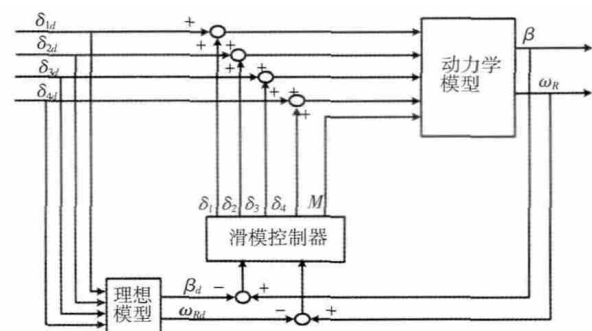 δ1d
δ2d
δ3d
δ4d
+
+
+
+
+
+
+
+
动力学
模型
β
ωR
δ1 δ2 δ3 δ4 M
滑模控制器
理想
模型
βd − +
ωRd − +